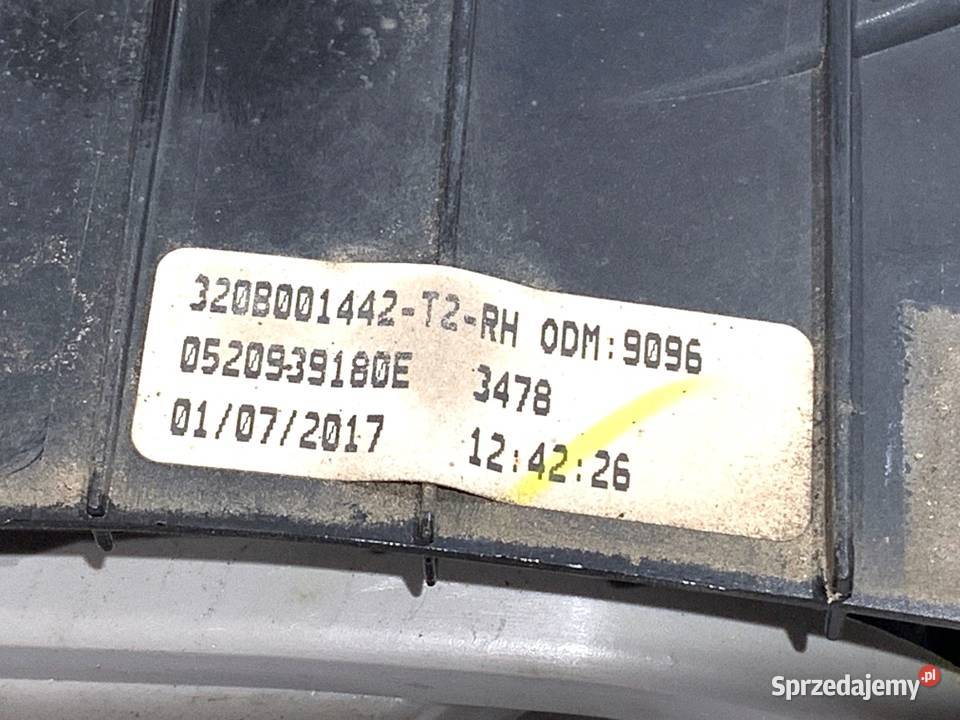 320B001442-T2-RH ODM:9096
0520939180E 3478
01/07/2017 12:42:26
Sprzedajemy.pl